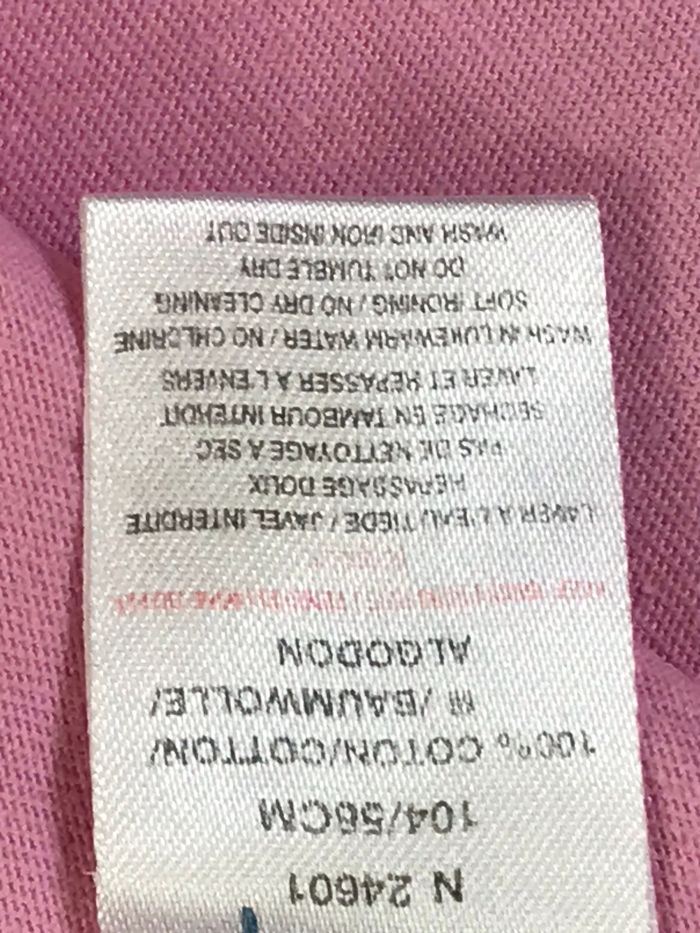 N 24601
104/56CM
100% COTON/COTTON/
棉/BAUMWOLLE/
ALGODON
LAVER A L'EAU TIEDE / JAVEL INTERDITE
REPASSAGE DOUX
PAS DE NETTOYAGE A SEC
SECHAGE EN TAMBOUR INTERDIT
LAVER ET REPASSER A L'ENVERS
WASH IN LUKEWARM WATER / NO CHLORINE
SOFT IRONING / NO DRY CLEANING
DO NOT TUMBLE DRY
WASH AND IRON INSIDE OUT